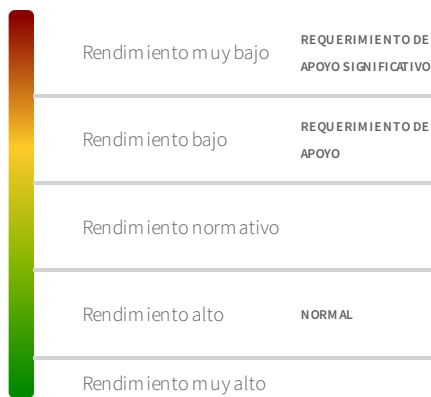 Rendimiento muy bajo
REQUERIMIENTO DE
APOYO SIGNIFICATIVO
Rendimiento bajo
REQUERIMIENTO DE
APOYO
Rendimiento normativo
Rendimiento alto
NORMAL
Rendimiento muy alto